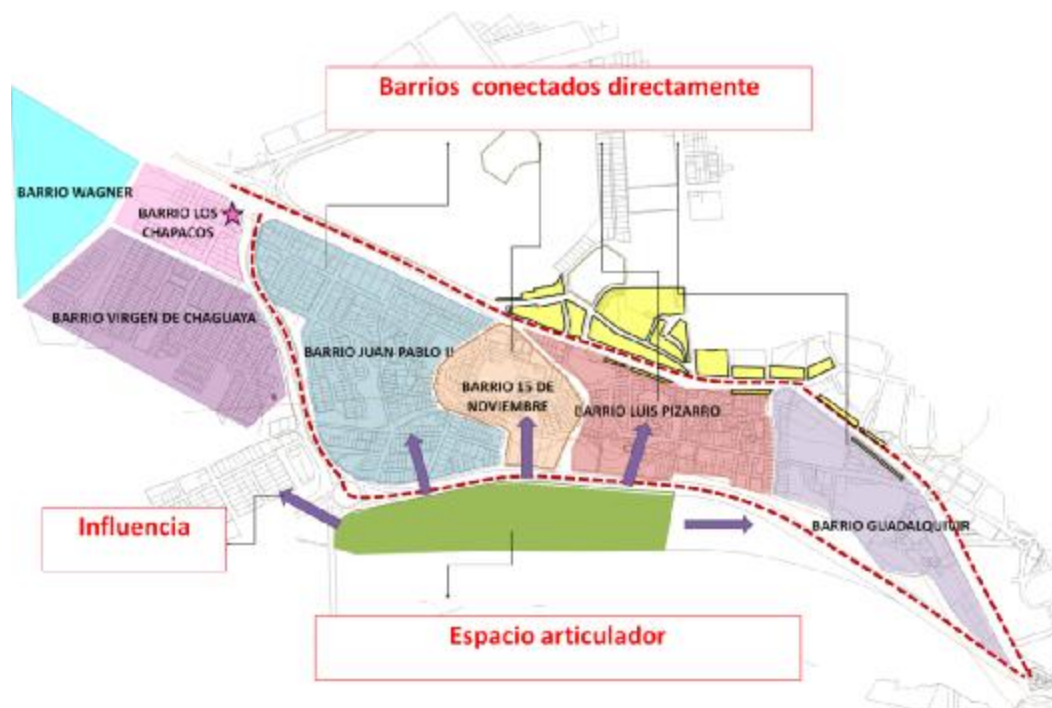 Barrios conectados directamente
BARRIO WAGNER
BARRIO LOS
CHAPACOS
BARRIO VIRGEN DE CHAGUAYA
BARRIO JUAN PABLO II
BARRIO 15 DE
NOVIEMBRE
BARRIO LUIS PIZARRO
Influencia
BARRIO GUADALQUIVIR
Espacio articulador